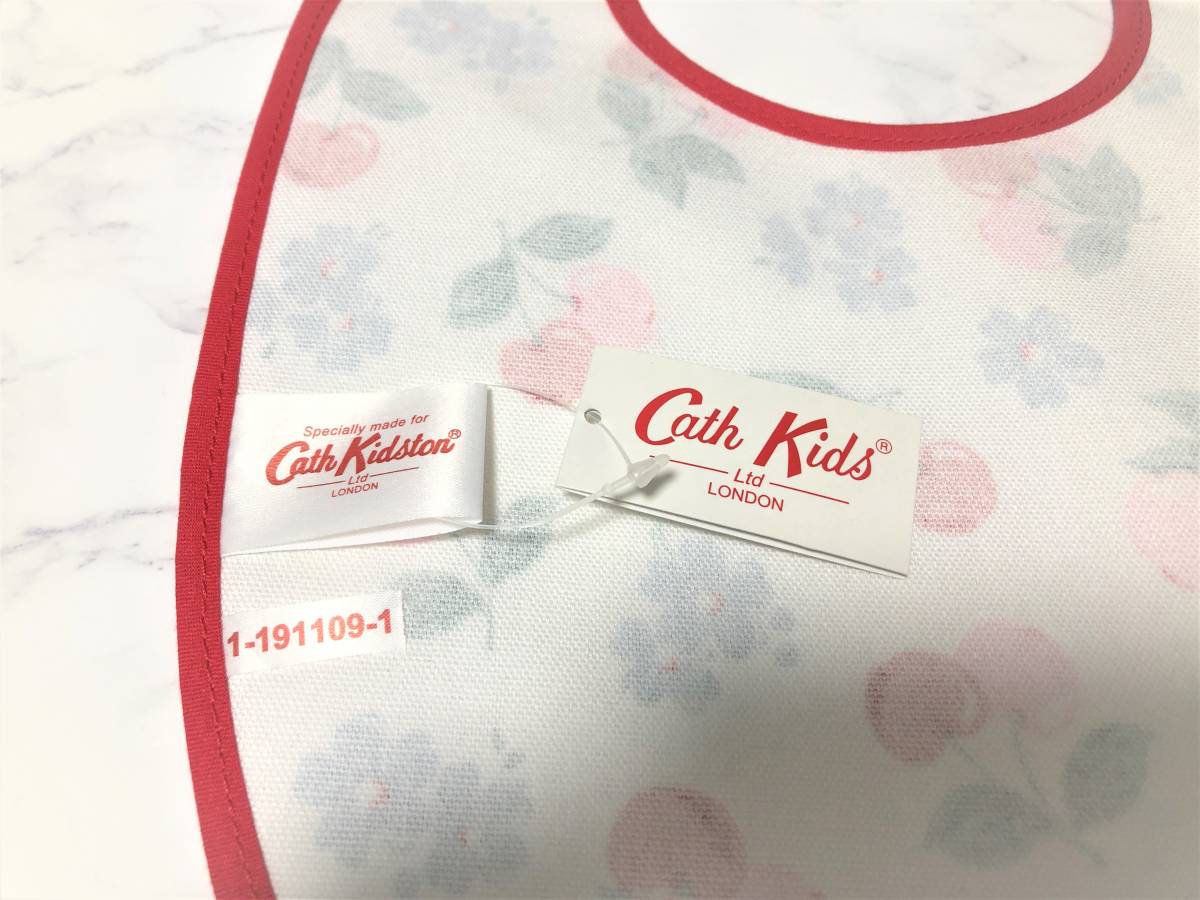 Specially made for
Cath Kidston®
Ltd
LONDON
Cath Kids®
Ltd
LONDON
1-191109-1